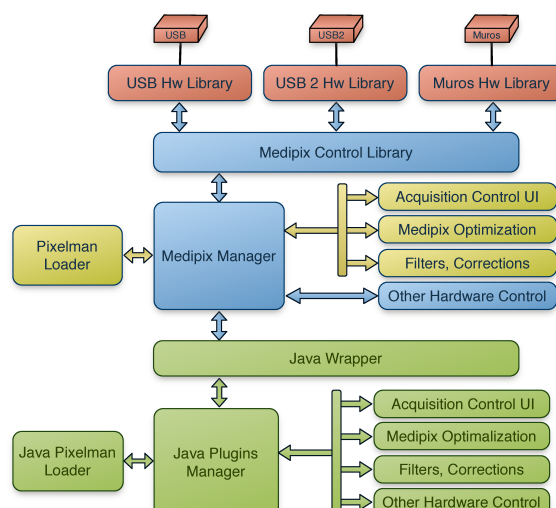 USB
USB2
Muros
USB Hw Library
USB 2 Hw Library
Muros Hw Library
Medipix Control Library
Acquisition Control UI
Medipix Optimization
Filters, Corrections
Other Hardware Control
Pixelman
Loader
Medipix Manager
Java Wrapper
Acquisition Control UI
Medipix Optimalization
Filters, Corrections
Other Hardware Control
Java Pixelman
Loader
Java Plugins
Manager